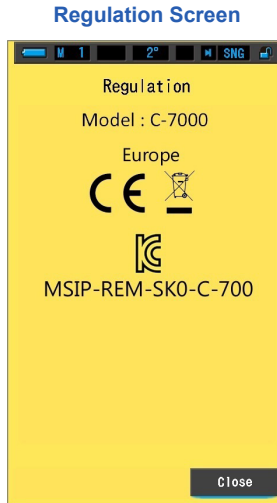 Regulation Screen
M 1 2° SNG
Regulation
Model : C-7000
Europe
CE
MSIP-REM-SK0-C-700
Close